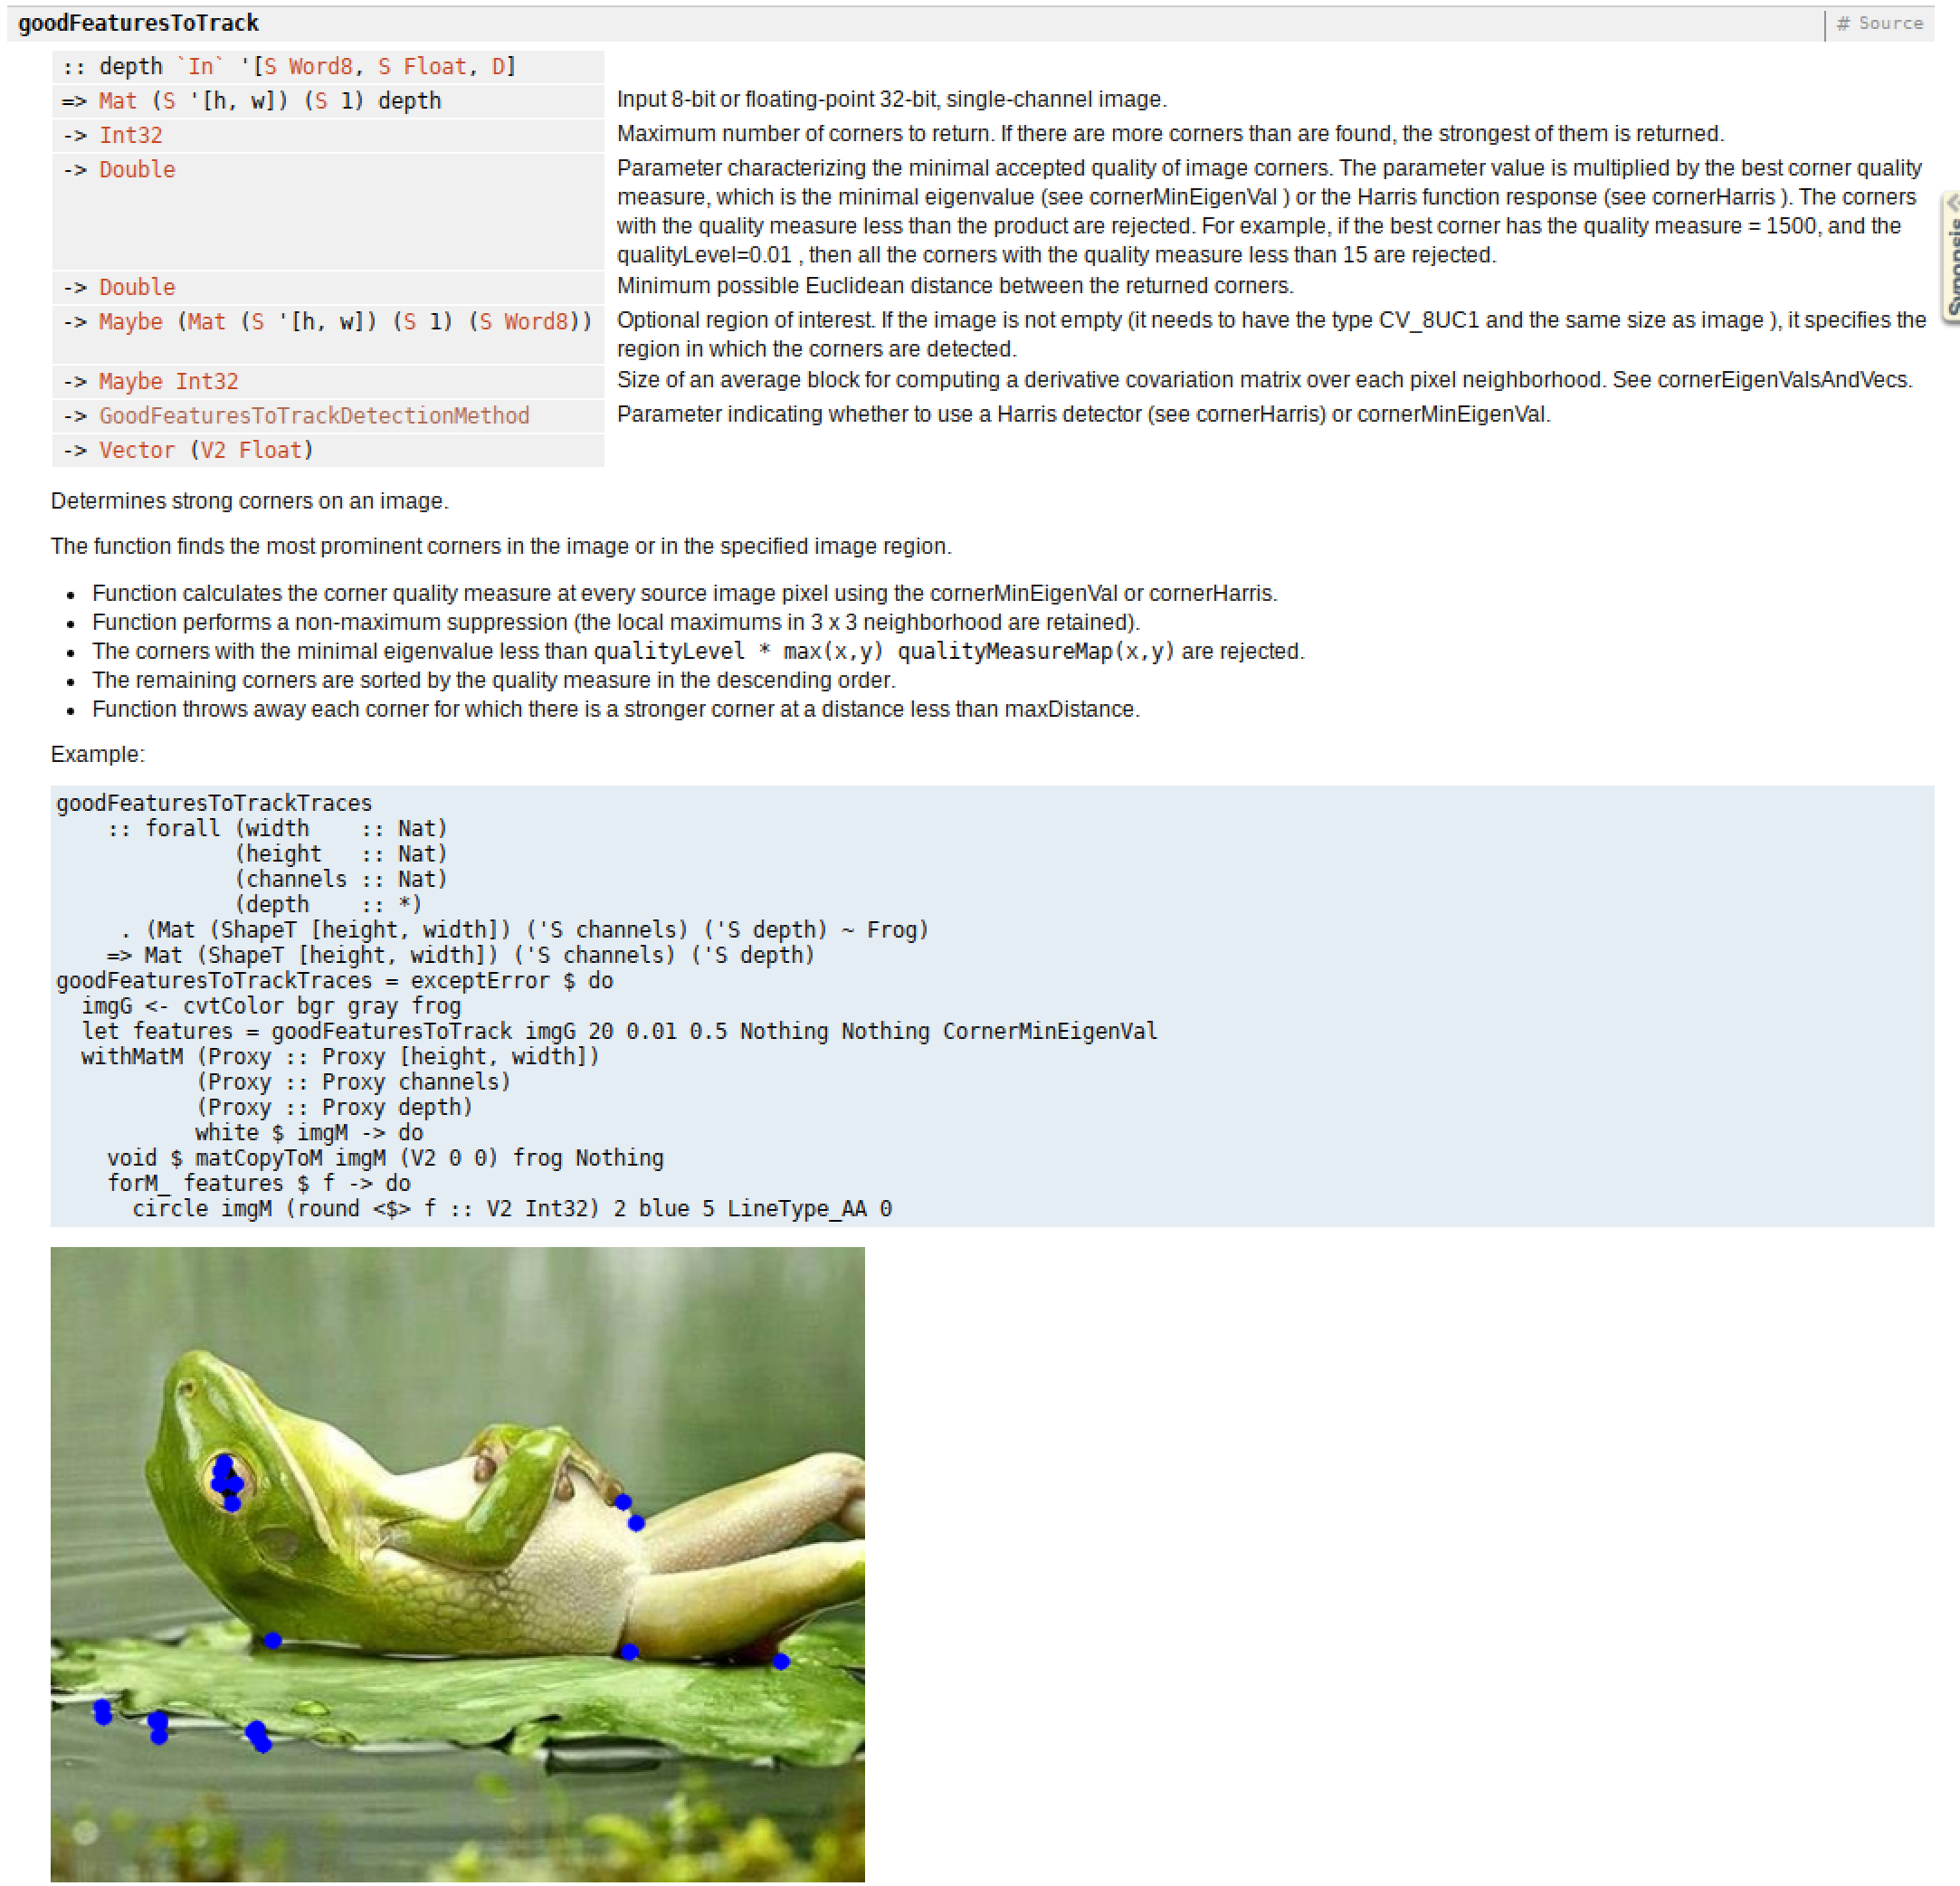 goodFeaturesToTrack
# Source
:: depth `In` '[S Word8, S Float, D]
=> Mat (S '[h, w]) (S 1) depth
Input 8-bit or floating-point 32-bit, single-channel image.
-> Int32
Maximum number of corners to return. If there are more corners than are found, the strongest of them is returned.
-> Double
Parameter characterizing the minimal accepted quality of image corners. The parameter value is multiplied by the best corner quality
measure, which is the minimal eigenvalue (see cornerMinEigenVal ) or the Harris function response (see cornerHarris ). The corners
with the quality measure less than the product are rejected. For example, if the best corner has the quality measure = 1500, and the
qualityLevel=0.01 , then all the corners with the quality measure less than 15 are rejected.
-> Double
Minimum possible Euclidean distance between the returned corners.
-> Maybe (Mat (S '[h, w]) (S 1) (S Word8))
Optional region of interest. If the image is not empty (it needs to have the type CV_8UC1 and the same size as image ), it specifies the
region in which the corners are detected.
-> Maybe Int32
Size of an average block for computing a derivative covariation matrix over each pixel neighborhood. See cornerEigenValsAndVecs.
-> GoodFeaturesToTrackDetectionMethod
Parameter indicating whether to use a Harris detector (see cornerHarris) or cornerMinEigenVal.
-> Vector (V2 Float)
Synopsis
Determines strong corners on an image.
The function finds the most prominent corners in the image or in the specified image region.
• Function calculates the corner quality measure at every source image pixel using the cornerMinEigenVal or cornerHarris.
• Function performs a non-maximum suppression (the local maximums in 3 x 3 neighborhood are retained).
• The corners with the minimal eigenvalue less than qualityLevel * max(x,y) qualityMeasureMap(x,y) are rejected.
• The remaining corners are sorted by the quality measure in the descending order.
• Function throws away each corner for which there is a stronger corner at a distance less than maxDistance.
Example:
goodFeaturesToTrackTraces
    :: forall (width    :: Nat)
              (height   :: Nat)
              (channels :: Nat)
              (depth    :: *)
     . (Mat (ShapeT [height, width]) ('S channels) ('S depth) ~ Frog)
    => Mat (ShapeT [height, width]) ('S channels) ('S depth)
goodFeaturesToTrackTraces = exceptError $ do
  imgG <- cvtColor bgr gray frog
  let features = goodFeaturesToTrack imgG 20 0.01 0.5 Nothing Nothing CornerMinEigenVal
  withMatM (Proxy :: Proxy [height, width])
           (Proxy :: Proxy channels)
           (Proxy :: Proxy depth)
           white $ imgM -> do
    void $ matCopyToM imgM (V2 0 0) frog Nothing
    forM_ features $ f -> do
      circle imgM (round <$> f :: V2 Int32) 2 blue 5 LineType_AA 0